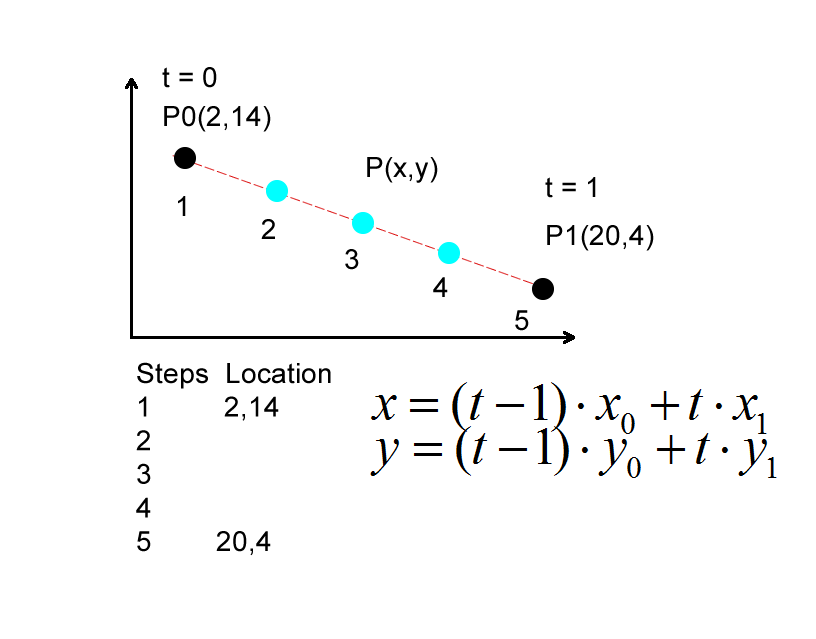 t = 0
P0(2,14)
P(x,y)
t = 1
P1(20,4)
1
2
3
4
5
Steps Location
1 2,14
2
3
4
5 20,4
x = (t − 1) · x₀ + t · x₁
y = (t − 1) · y₀ + t · y₁